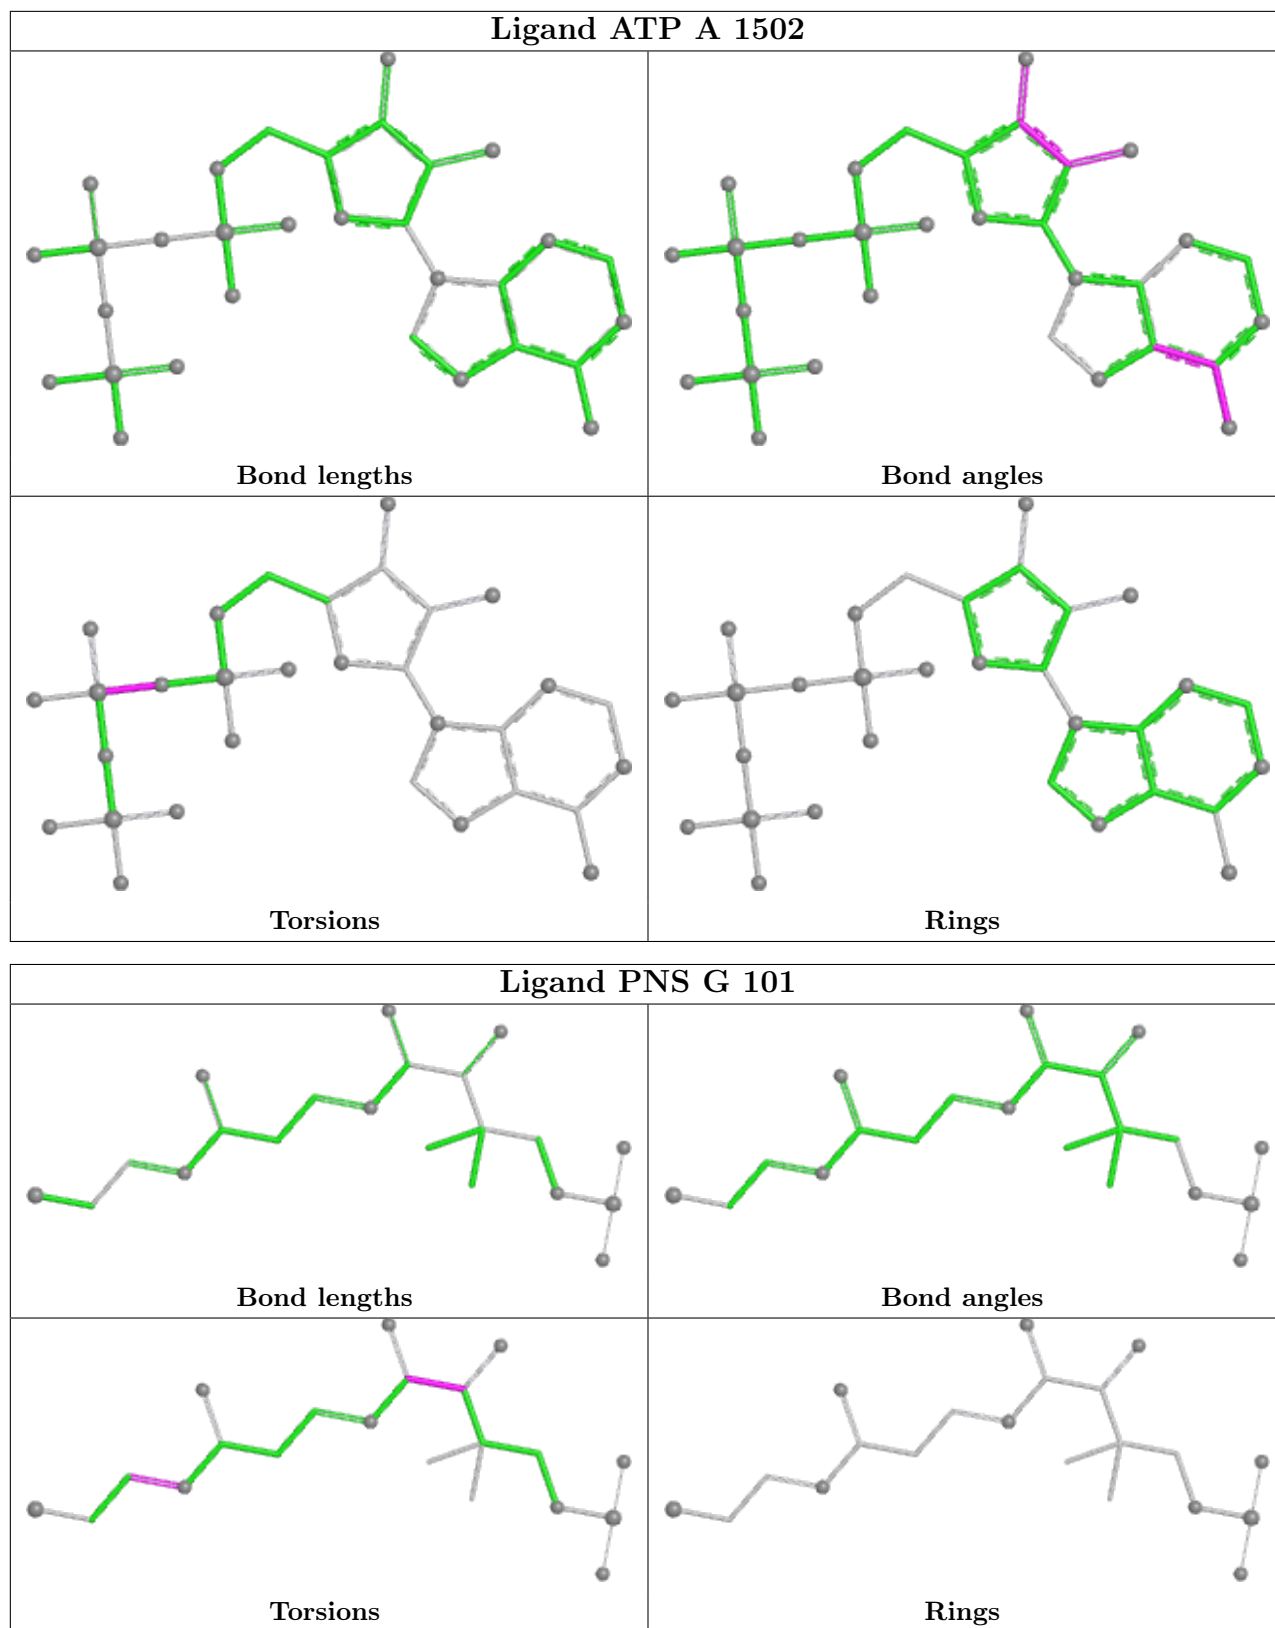 Ligand ATP A 1502
Bond lengths
Bond angles
Torsions
Rings
Ligand PNS G 101
Bond lengths
Bond angles
Torsions
Rings